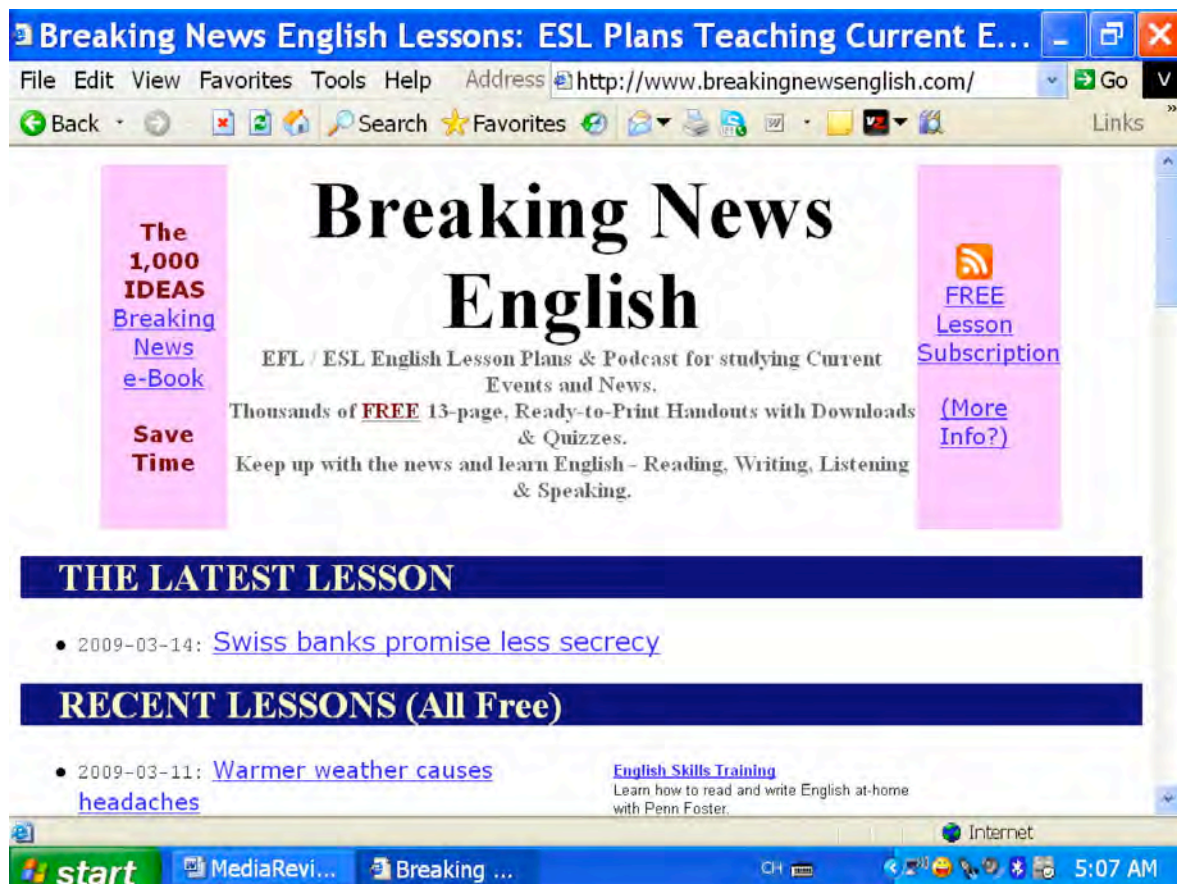 Breaking News English Lessons: ESL Plans Teaching Current E...
File Edit View Favorites Tools Help Address http://www.breakingnewsenglish.com/ Go
Back Search Favorites Links
The
1,000
IDEAS
Breaking
News
e-Book
Save
Time
Breaking News
English
EFL / ESL English Lesson Plans & Podcast for studying Current
Events and News.
Thousands of FREE 13-page, Ready-to-Print Handouts with Downloads
& Quizzes.
Keep up with the news and learn English - Reading, Writing, Listening
& Speaking.
FREE
Lesson
Subscription
(More
Info?)
THE LATEST LESSON
• 2009-03-14: Swiss banks promise less secrecy
RECENT LESSONS (All Free)
• 2009-03-11: Warmer weather causes
headaches
English Skills Training
Learn how to read and write English at-home
with Penn Foster.
Internet
start MediaRevi... Breaking ... CH 5:07 AM